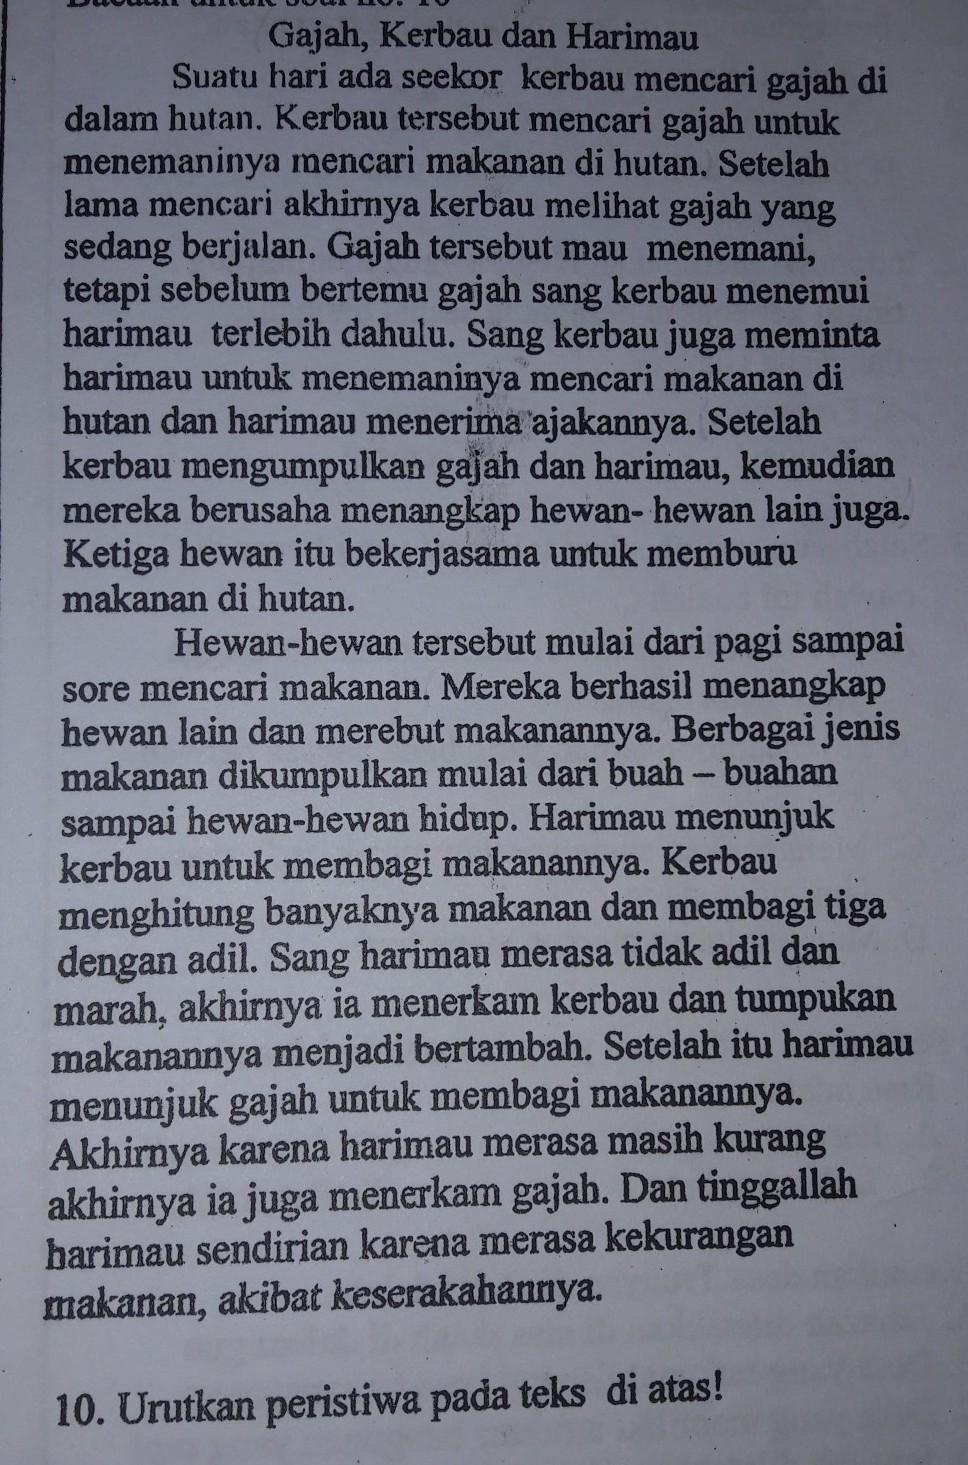 Bacaan untuk soal no. 10
Gajah, Kerbau dan Harimau
Suatu hari ada seekor kerbau mencari gajah di
dalam hutan. Kerbau tersebut mencari gajah untuk
menemaninya mencari makanan di hutan. Setelah
lama mencari akhirnya kerbau melihat gajah yang
sedang berjalan. Gajah tersebut mau menemani,
tetapi sebelum bertemu gajah sang kerbau menemui
harimau terlebih dahulu. Sang kerbau juga meminta
harimau untuk menemaninya mencari makanan di
hutan dan harimau menerima ajakannya. Setelah
kerbau mengumpulkan gajah dan harimau, kemudian
mereka berusaha menangkap hewan- hewan lain juga.
Ketiga hewan itu bekerjasama untuk memburu
makanan di hutan.
Hewan-hewan tersebut mulai dari pagi sampai
sore mencari makanan. Mereka berhasil menangkap
hewan lain dan merebut makanannya. Berbagai jenis
makanan dikumpulkan mulai dari buah – buahan
sampai hewan-hewan hidup. Harimau menunjuk
kerbau untuk membagi makanannya. Kerbau
menghitung banyaknya makanan dan membagi tiga
dengan adil. Sang harimau merasa tidak adil dan
marah, akhirnya ia menerkam kerbau dan tumpukan
makanannya menjadi bertambah. Setelah itu harimau
menunjuk gajah untuk membagi makanannya.
Akhirnya karena harimau merasa masih kurang
akhirnya ia juga menerkam gajah. Dan tinggallah
harimau sendirian karena merasa kekurangan
makanan, akibat keserakahannya.
10. Urutkan peristiwa pada teks di atas!